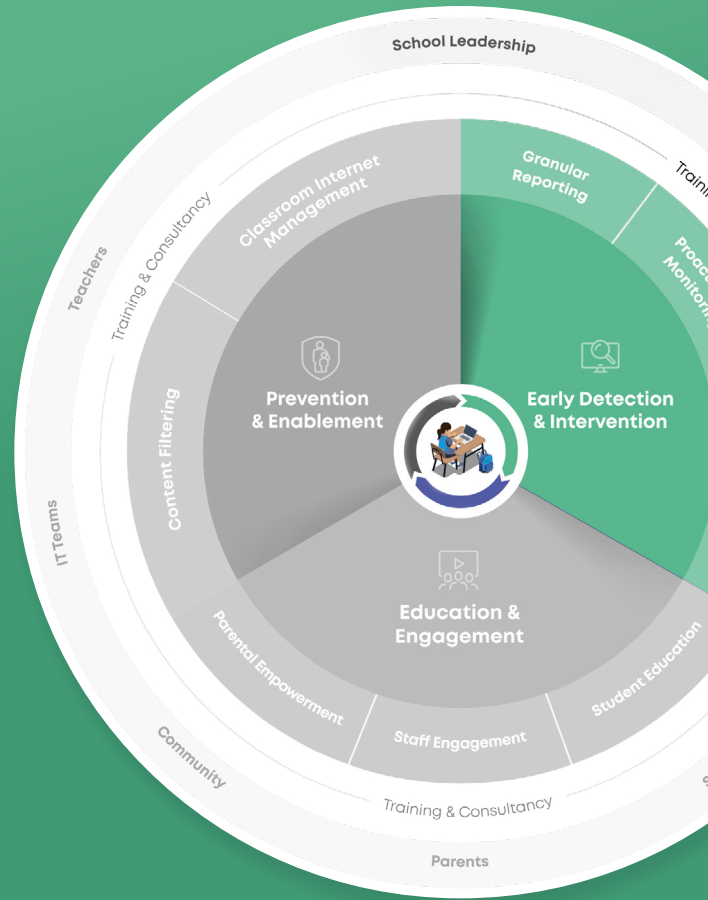 School Leadership
Teachers
IT Teams
Community
Parents
Training & Consultancy
Training & Consultancy
Classroom Internet
Management
Content Filtering
Granular
Reporting
Prevention
& Enablement
Early Detection
& Intervention
Education &
Engagement
Parental Empowerment
Staff Engagement
Student Education